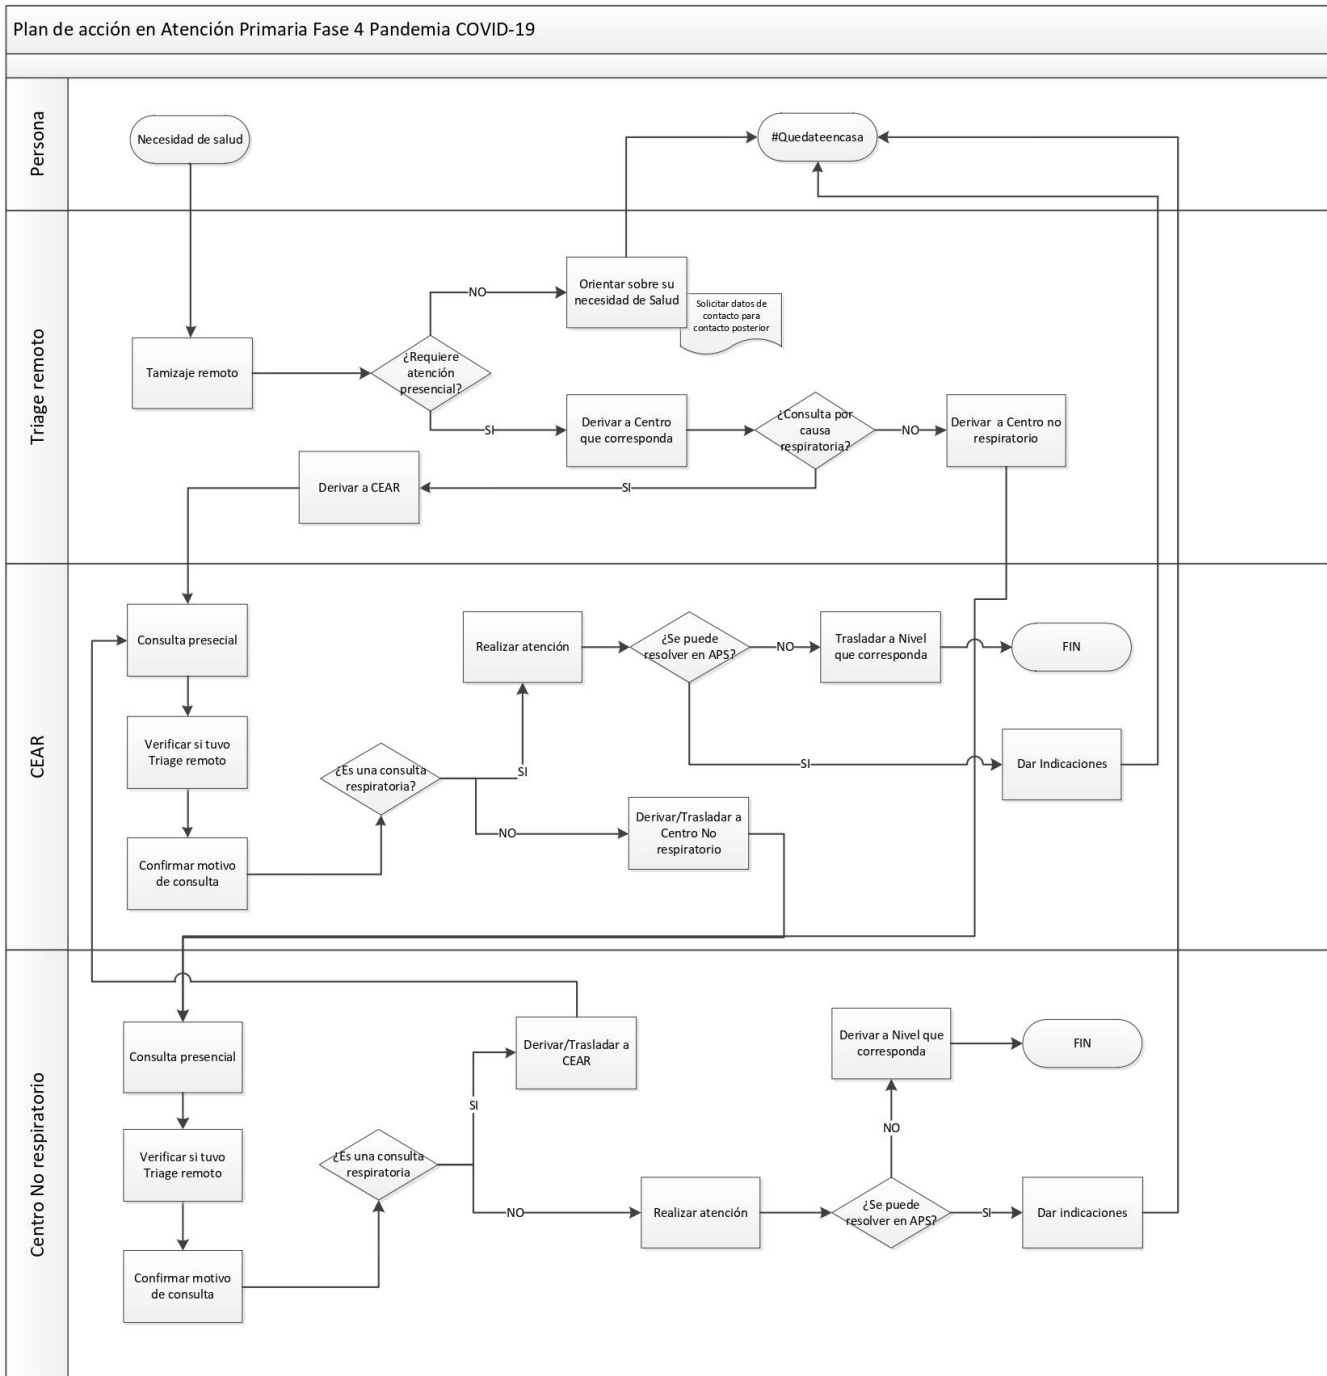 Plan de acción en Atención Primaria Fase 4 Pandemia COVID-19
Persona
Necesidad de salud
#Quedateencasa
Triage remoto
Orientar sobre su
necesidad de Salud
Solicitar datos de
contacto para
contacto posterior
NO
Tamizaje remoto
¿Requiere
atención
presencial?
SI
Derivar a Centro
que corresponda
¿Consulta por
causa
respiratoria?
NO
Derivar a Centro no
respiratorio
Derivar a CEAR
SI
CEAR
Consulta presecial
Realizar atención
¿Se puede
resolver en APS?
NO
Trasladar a Nivel
que corresponda
FIN
Verificar si tuvo
Triage remoto
¿Es una consulta
respiratoria?
SI
SI
Dar Indicaciones
NO
Derivar/Trasladar a
Centro No
respiratorio
Confirmar motivo
de consulta
Centro No respiratorio
Consulta presencial
Derivar/Trasladar a
CEAR
Derivar a Nivel que
corresponda
FIN
SI
NO
Verificar si tuvo
Triage remoto
¿Es una consulta
respiratoria
NO
Realizar atención
¿Se puede
resolver en APS?
SI
Dar indicaciones
Confirmar motivo
de consulta